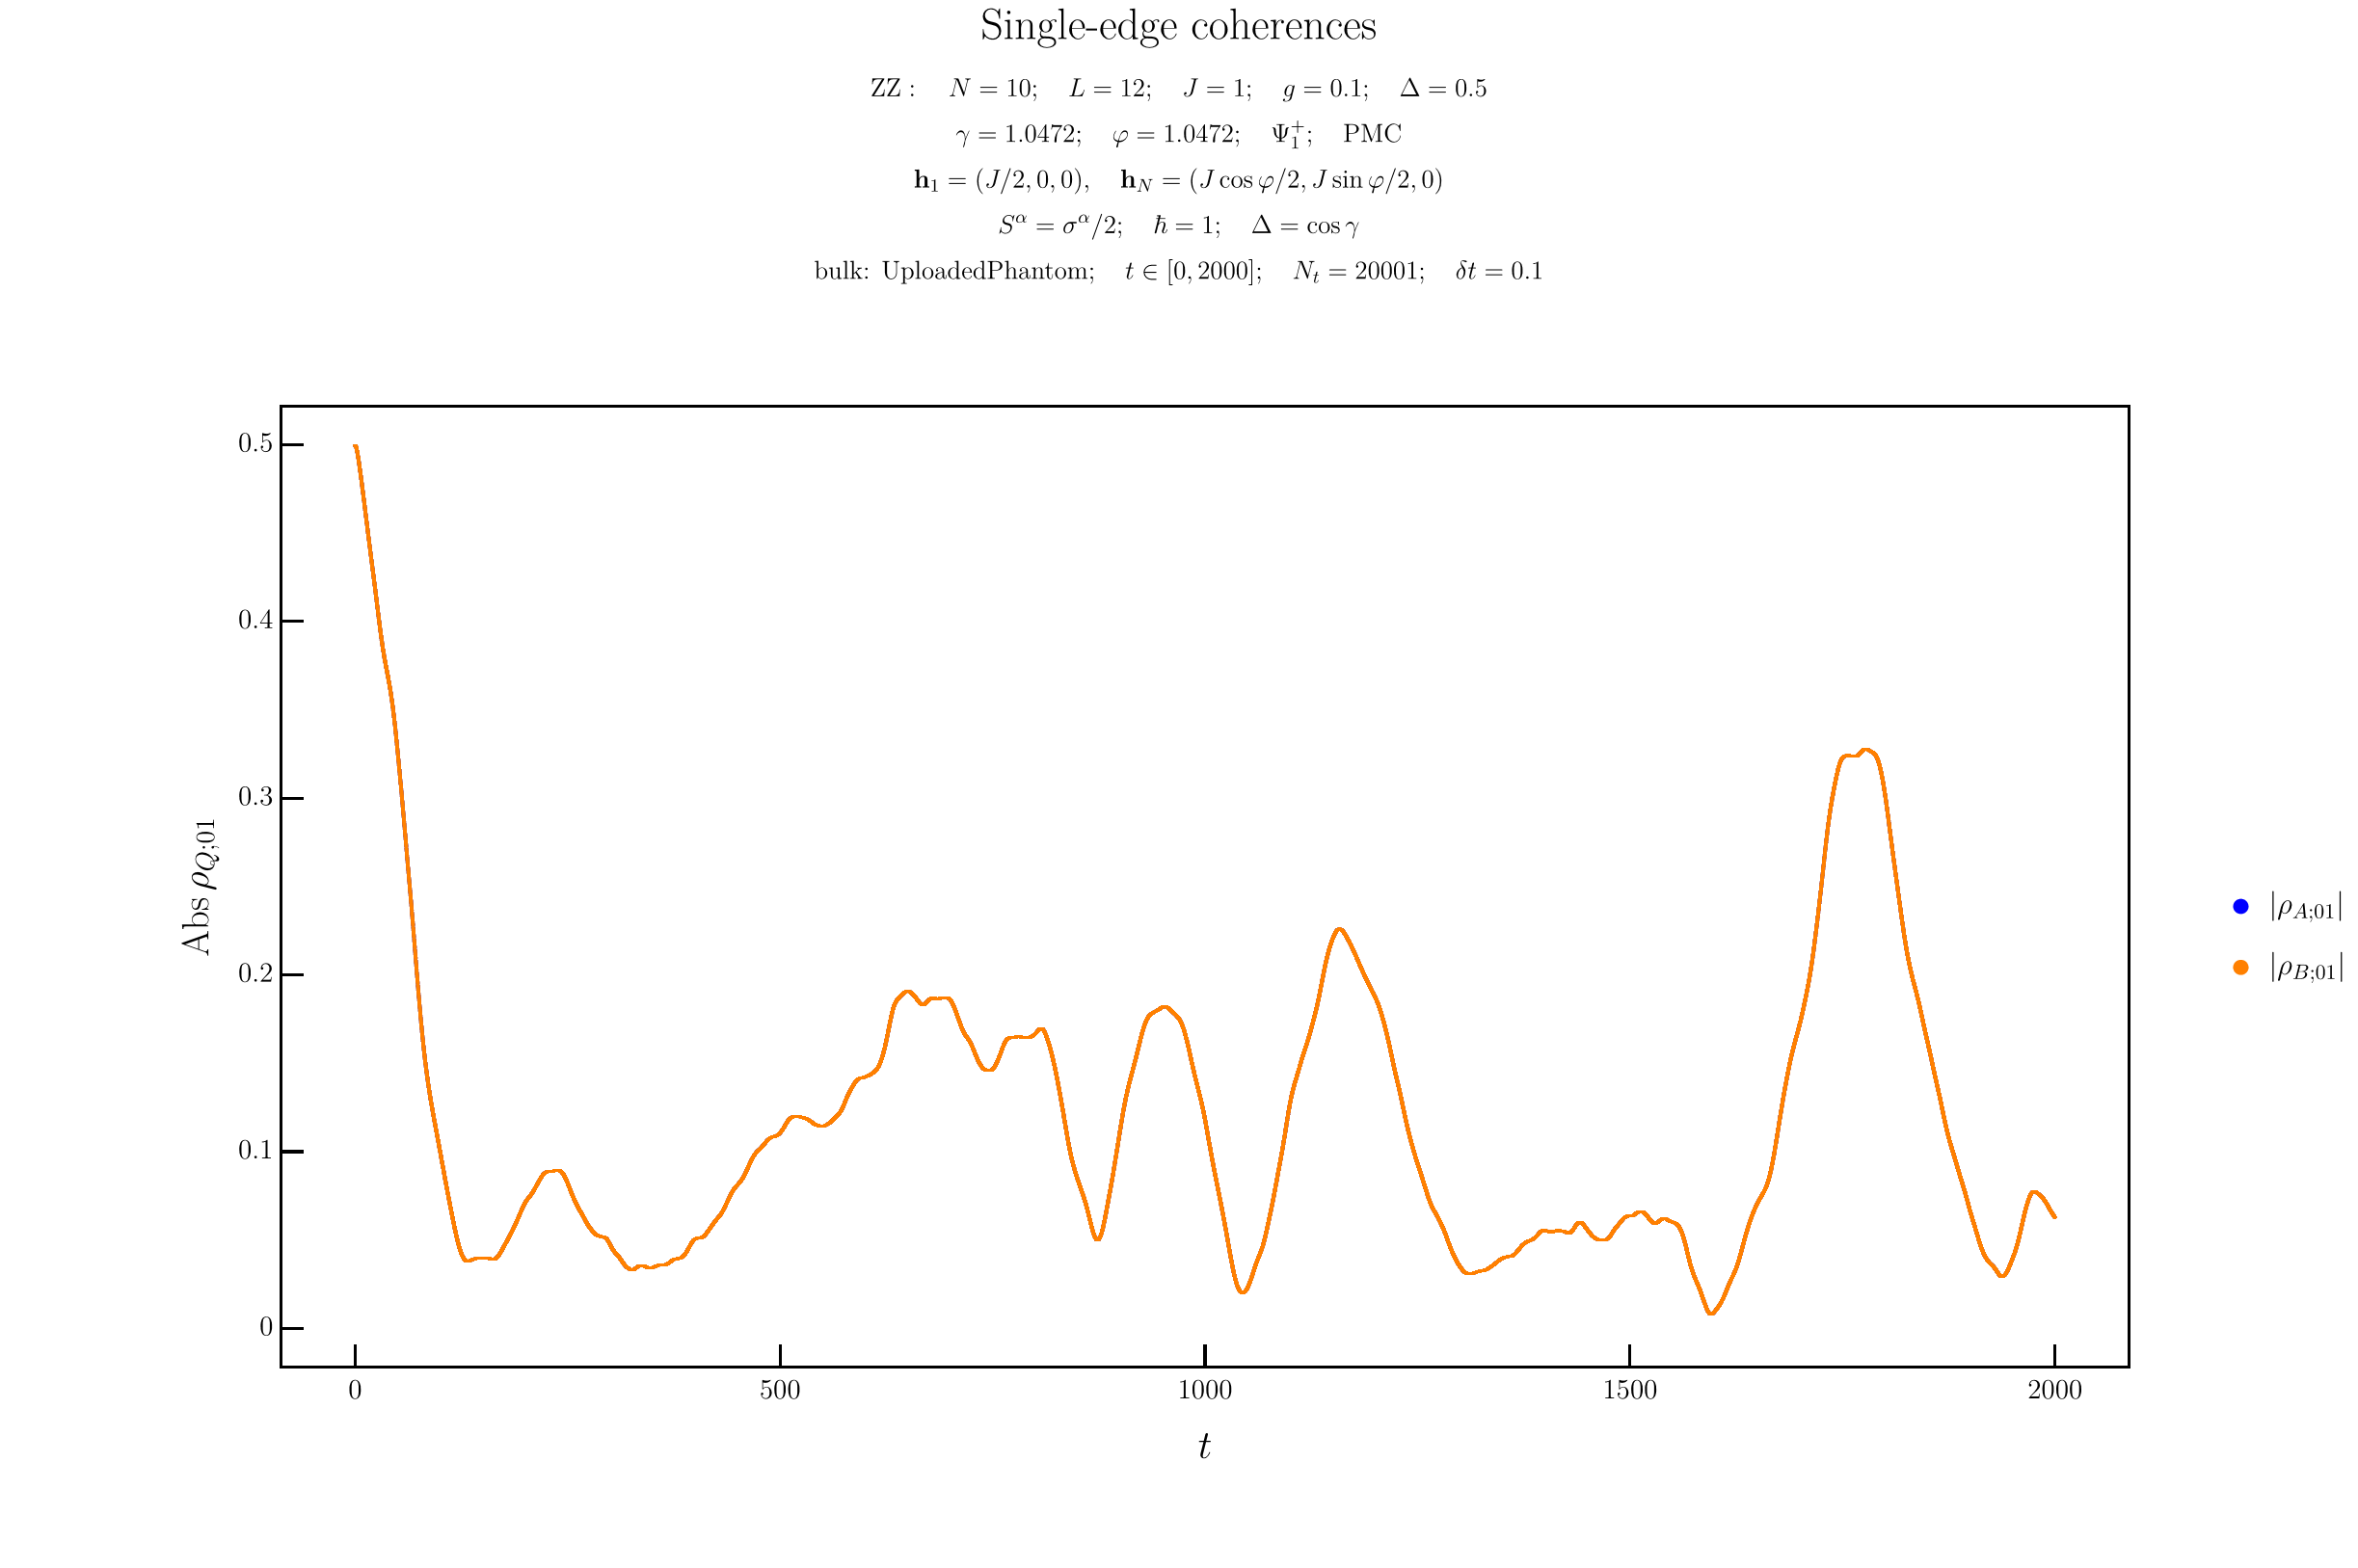 Single-edge coherences
ZZ : N = 10; L = 12; J = 1; g = 0.1; Δ = 0.5
γ = 1.0472; φ = 1.0472; Ψ₁⁺; PMC
h₁ = (J/2, 0, 0), h_N = (J cos φ/2, J sin φ/2, 0)
S^α = σ^α/2; ℏ = 1; Δ = cos γ
bulk: UploadedPhantom; t ∈ [0, 2000]; N_t = 20001; δt = 0.1
0.5
0.4
0.3
0.2
0.1
0
Abs ρ_{Q;01}
0 500 1000 1500 2000
t
|ρ_{A;01}|
|ρ_{B;01}|